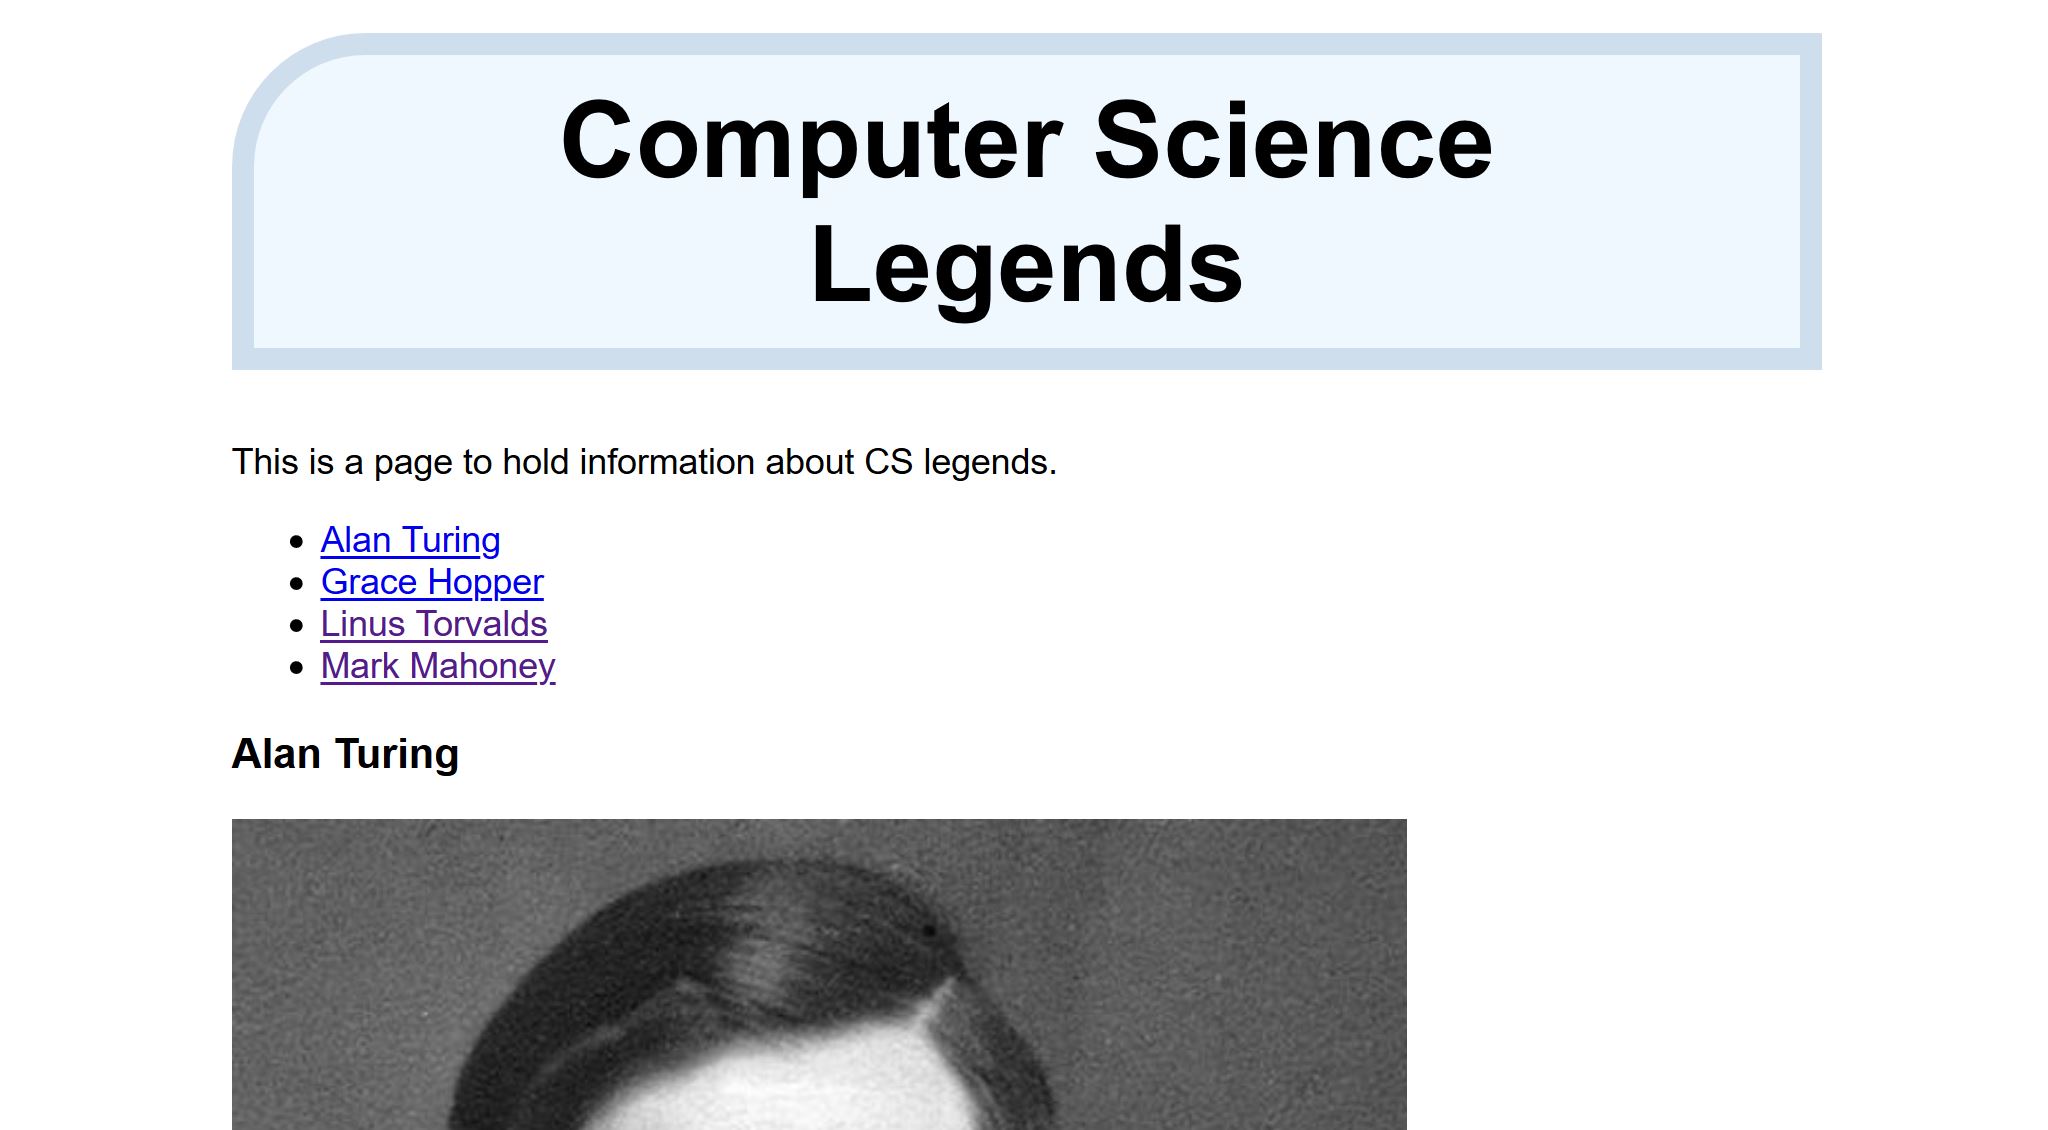 Computer Science
Legends
This is a page to hold information about CS legends.
Alan Turing
Grace Hopper
Linus Torvalds
Mark Mahoney
Alan Turing